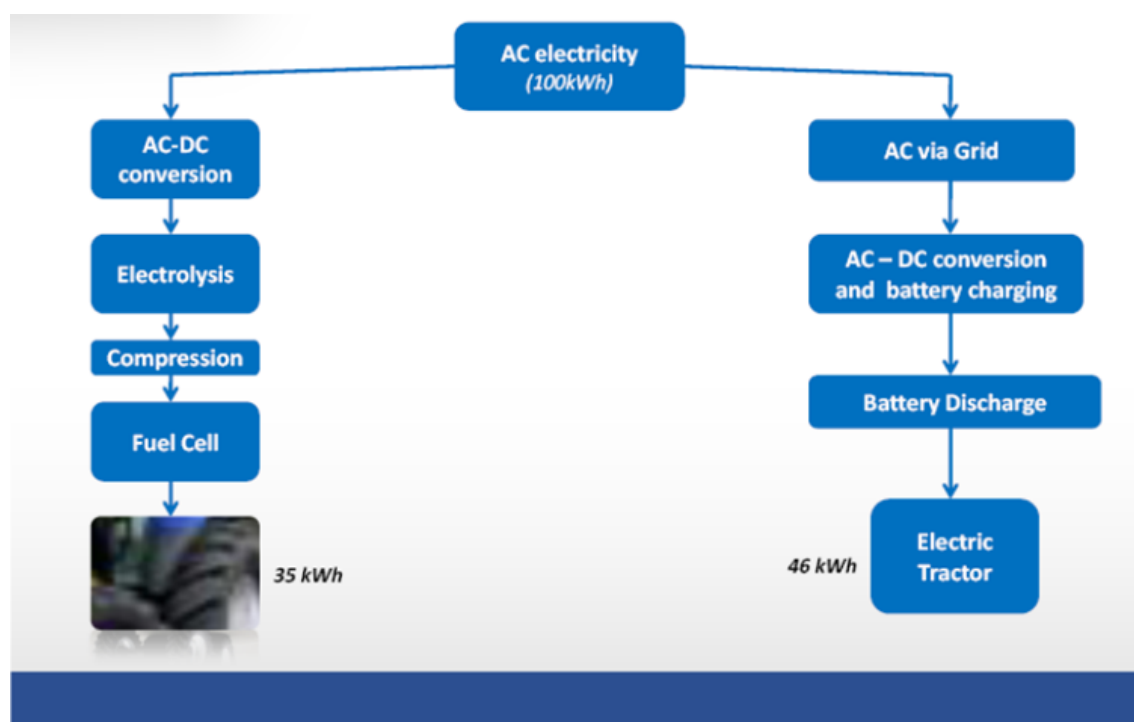 AC electricity
(100kWh)
AC-DC
conversion
Electrolysis
Compression
Fuel Cell
35 kWh
AC via Grid
AC – DC conversion
and battery charging
Battery Discharge
Electric
Tractor
46 kWh